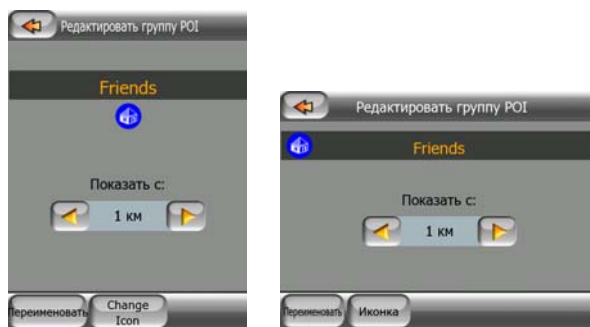 Редактировать группу POI
Friends
Показать с:
1 км
Переименовать
Change
Icon
Редактировать группу POI
Friends
Показать с:
1 км
Переименовать
Иконка